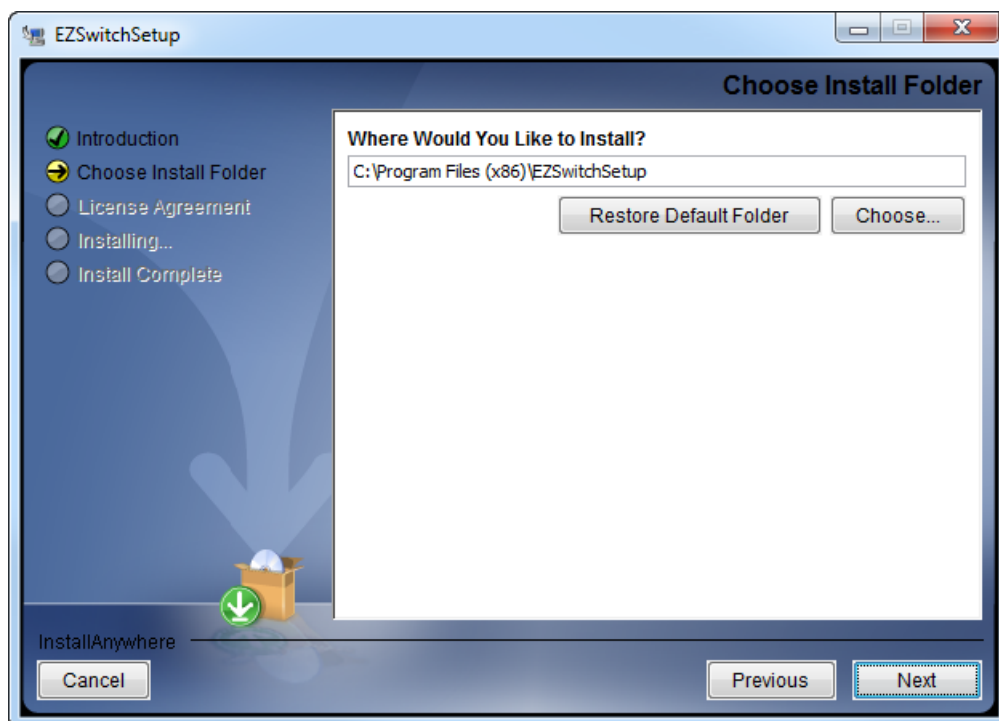 EZSwitchSetup
Choose Install Folder
Introduction
Choose Install Folder
License Agreement
Installing...
Install Complete
Where Would You Like to Install?
C:\Program Files (x86)\EZSwitchSetup
Restore Default Folder Choose...
InstallAnywhere
Cancel Previous Next